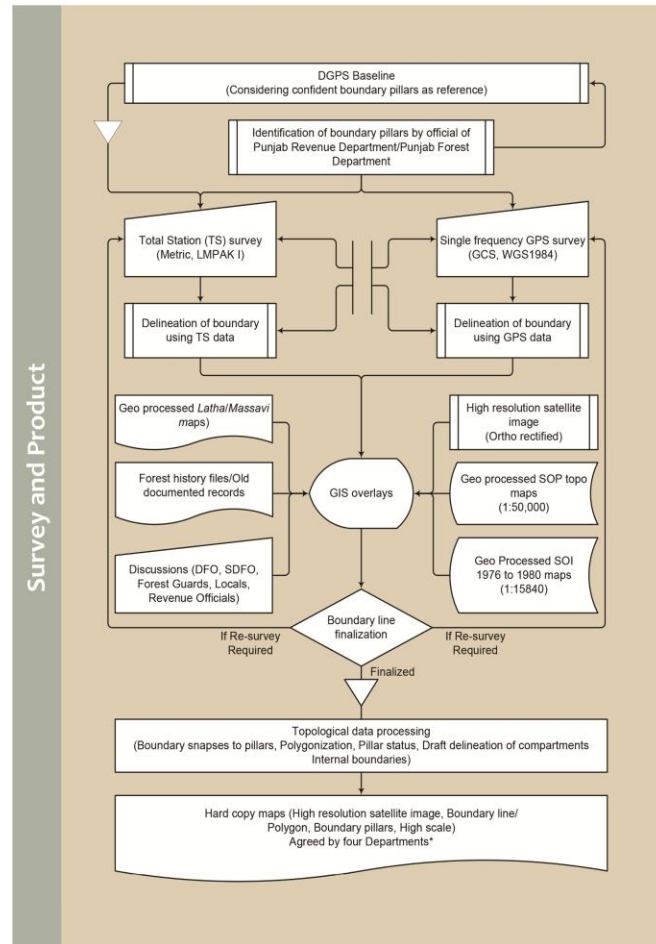 Survey and Product
DGPS Baseline
(Considering confident boundary pillars as reference)
Identification of boundary pillars by official of
Punjab Revenue Department/Punjab Forest
Department
Total Station (TS) survey
(Metric, LMPAK I)
Single frequency GPS survey
(GCS, WGS1984)
Delineation of boundary
using TS data
Delineation of boundary
using GPS data
Geo processed Latha/Massavi
maps)
High resolution satellite
image
(Ortho rectified)
Forest history files/Old
documented records
GIS overlays
Geo processed SOP topo
maps
(1:50,000)
Discussions (DFO, SDFO,
Forest Guards, Locals,
Revenue Officials)
Geo Processed SOI
1976 to 1980 maps
(1:15840)
Boundary line
finalization
If Re-survey
Required
If Re-survey
Required
Finalized
Topological data processing
(Boundary snapses to pillars, Polygonization, Pillar status, Draft delineation of compartments
Internal boundaries)
Hard copy maps (High resolution satellite image, Boundary line/
Polygon, Boundary pillars, High scale)
Agreed by four Departments*